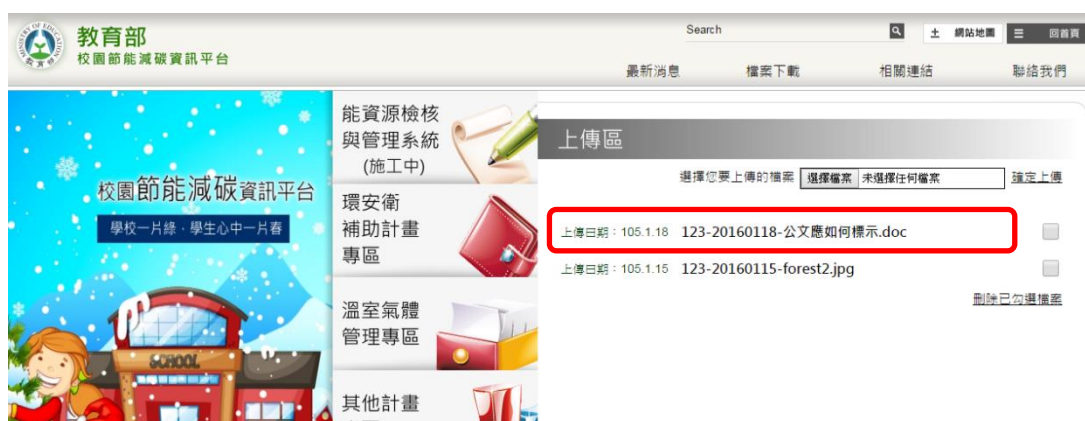 教育部
校園節能減碳資訊平台
Search
網站地圖
回首頁
最新消息
檔案下載
相關連結
聯絡我們
校園節能減碳資訊平台
學校一片綠‧學生心中一片春
SCHOOL
能資源檢核
與管理系統
(施工中)
環安衛
補助計畫
專區
溫室氣體
管理專區
其他計畫
上傳區
選擇您要上傳的檔案 選擇檔案 未選擇任何檔案 確定上傳
上傳日期：105.1.18 123-20160118-公文應如何標示.doc
上傳日期：105.1.15 123-20160115-forest2.jpg
刪除已勾選檔案